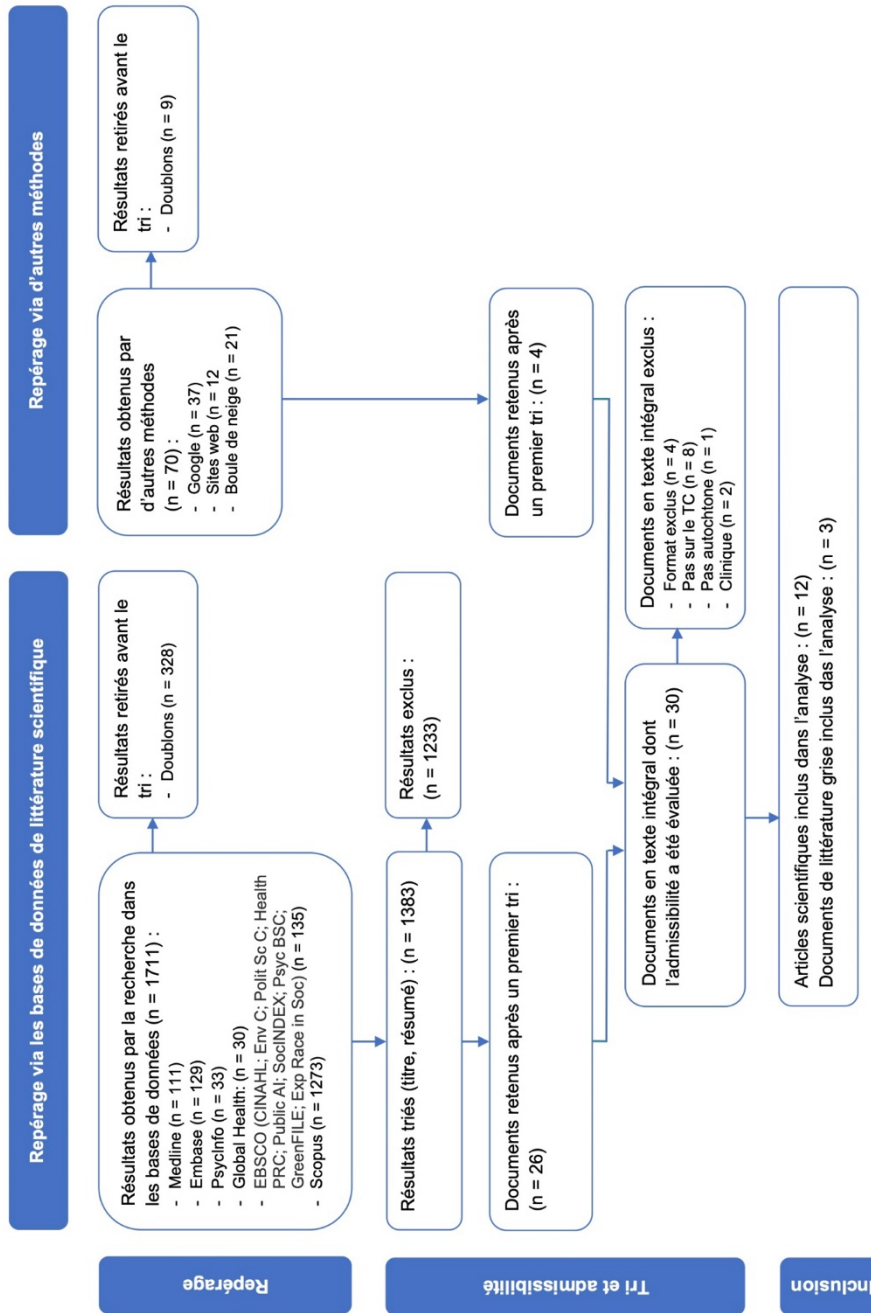 Repérage via les bases de données de littérature scientifique
Repérage via d'autres méthodes
Repérage
Résultats obtenus par la recherche dans
les bases de données (n = 1711) :
- Medline (n = 111)
- Embase (n = 129)
- PsycInfo (n = 33)
- Global Health: (n = 30)
- EBSCO (CINAHL; Env C; Polit Sc C; Health
PRC; Public AI; SocINDEX; Psyc BSC;
GreenFILE; Exp Race in Soc) (n = 135)
- Scopus (n = 1273)
Résultats retirés avant le
tri :
- Doublons (n = 328)
Résultats obtenus par
d'autres méthodes
(n = 70) :
- Google (n = 37)
- Sites web (n = 12
- Boule de neige (n = 21)
Résultats retirés avant le
tri :
- Doublons (n = 9)
Tri et admissibilité
Résultats triés (titre, résumé) : (n = 1383)
Résultats exclus :
(n = 1233)
Documents retenus après un premier tri :
(n = 26)
Documents retenus après
un premier tri : (n = 4)
Documents en texte intégral dont
l'admissibilité a été évaluée : (n = 30)
Documents en texte intégral exclus :
- Format exclus (n = 4)
- Pas sur le TC (n = 8)
- Pas autochtone (n = 1)
- Clinique (n = 2)
Inclusion
Articles scientifiques inclus dans l'analyse : (n = 12)
Documents de littérature grise inclus das l'analyse : (n = 3)